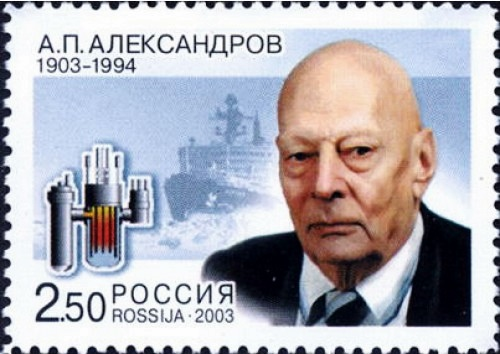 А.П.АЛЕКСАНДРОВ
1903-1994
2.50 РОССИЯ
ROSSIJA · 2003